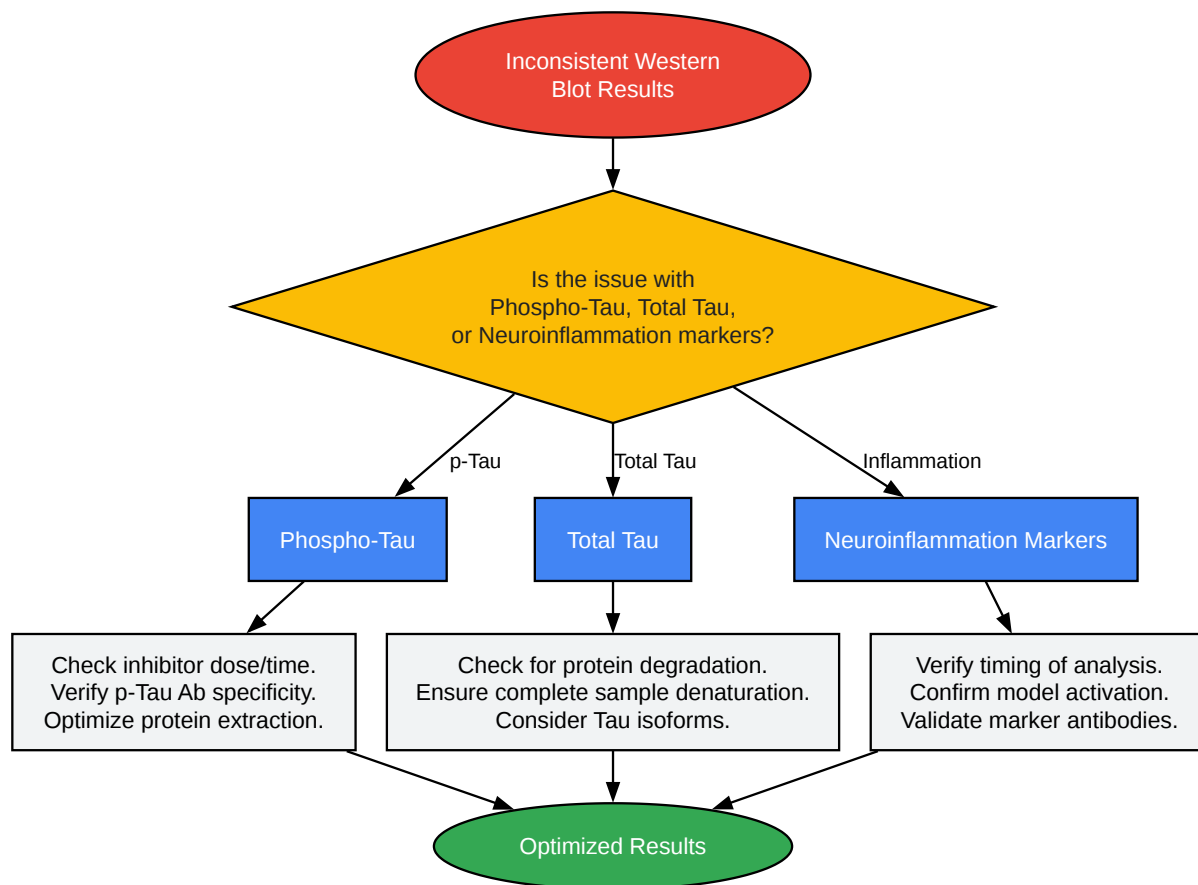 Inconsistent Western
Blot Results
Is the issue with
Phospho-Tau, Total Tau,
or Neuroinflammation markers?
p-Tau
Total Tau
Inflammation
Phospho-Tau
Total Tau
Neuroinflammation Markers
Check inhibitor dose/time.
Verify p-Tau Ab specificity.
Optimize protein extraction.
Check for protein degradation.
Ensure complete sample denaturation.
Consider Tau isoforms.
Verify timing of analysis.
Confirm model activation.
Validate marker antibodies.
Optimized Results